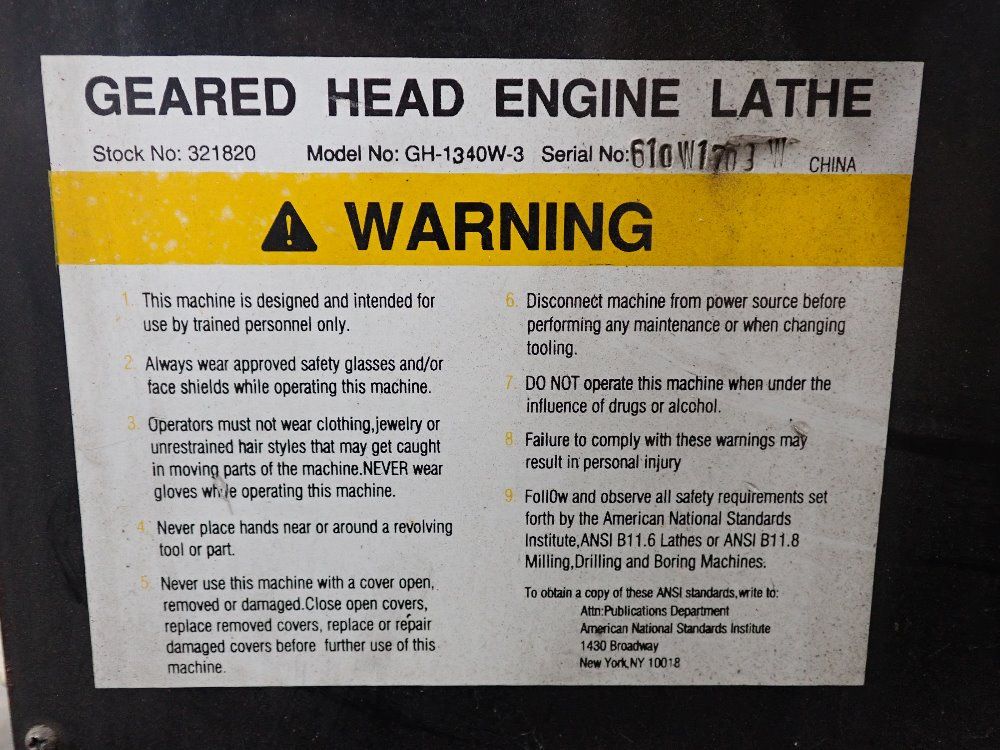 GEARED HEAD ENGINE LATHE
Stock No: 321820 Model No: GH-1340W-3 Serial No: CHINA
WARNING
1. This machine is designed and intended for
use by trained personnel only.
2. Always wear approved safety glasses and/or
face shields while operating this machine.
3. Operators must not wear clothing,jewelry or
unrestrained hair styles that may get caught
in moving parts of the machine.NEVER wear
gloves while operating this machine.
4. Never place hands near or around a revolving
tool or part.
5. Never use this machine with a cover open,
removed or damaged.Close open covers,
replace removed covers, replace or repair
damaged covers before further use of this
machine.
6. Disconnect machine from power source before
performing any maintenance or when changing
tooling.
7. DO NOT operate this machine when under the
influence of drugs or alcohol.
8. Failure to comply with these warnings may
result in personal injury
9. Foll0w and observe all safety requirements set
forth by the American National Standards
Institute,ANSI B11.6 Lathes or ANSI B11.8
Milling,Drilling and Boring Machines.
To obtain a copy of these ANSI standards,write to:
Attn:Publications Department
American National Standards Institute
1430 Broadway
New York,NY 10018